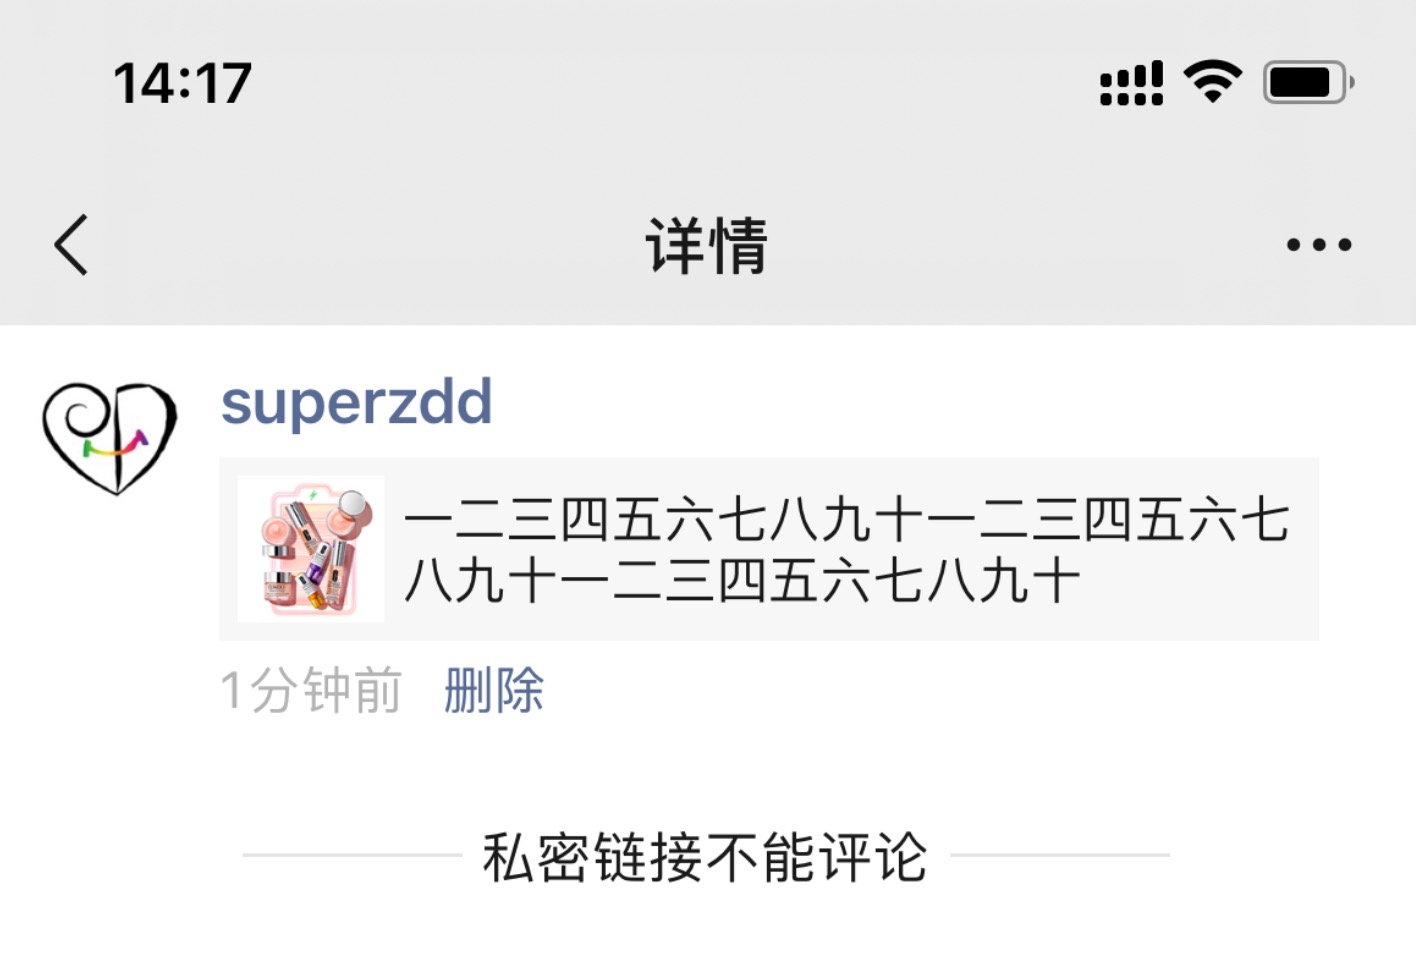 14:17
详情
superzdd
一二三四五六七八九十一二三四五六七
八九十一二三四五六七八九十
1分钟前 删除
私密链接不能评论